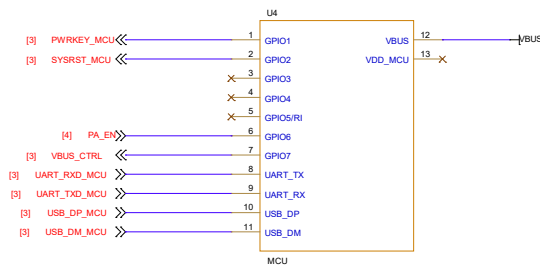 U4
[3] PWRKEY_MCU 1 GPIO1 VBUS 12 VBUS
[3] SYSRST_MCU 2 GPIO2 VDD_MCU 13
3 GPIO3
4 GPIO4
5 GPIO5/RI
[4] PA_EN 6 GPIO6
[3] VBUS_CTRL 7 GPIO7
[3] UART_RXD_MCU 8 UART_TX
[3] UART_TXD_MCU 9 UART_RX
[3] USB_DP_MCU 10 USB_DP
[3] USB_DM_MCU 11 USB_DM
MCU